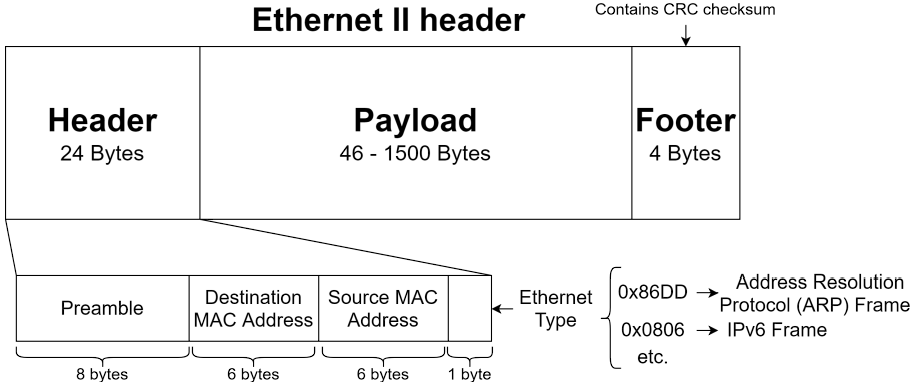 Ethernet II header
Contains CRC checksum
Header
24 Bytes
Payload
46 - 1500 Bytes
Footer
4 Bytes
Preamble
Destination
MAC Address
Source MAC
Address
Ethernet
Type
0x86DD
Address Resolution
Protocol (ARP) Frame
0x0806
IPv6 Frame
etc.
8 bytes
6 bytes
6 bytes
1 byte